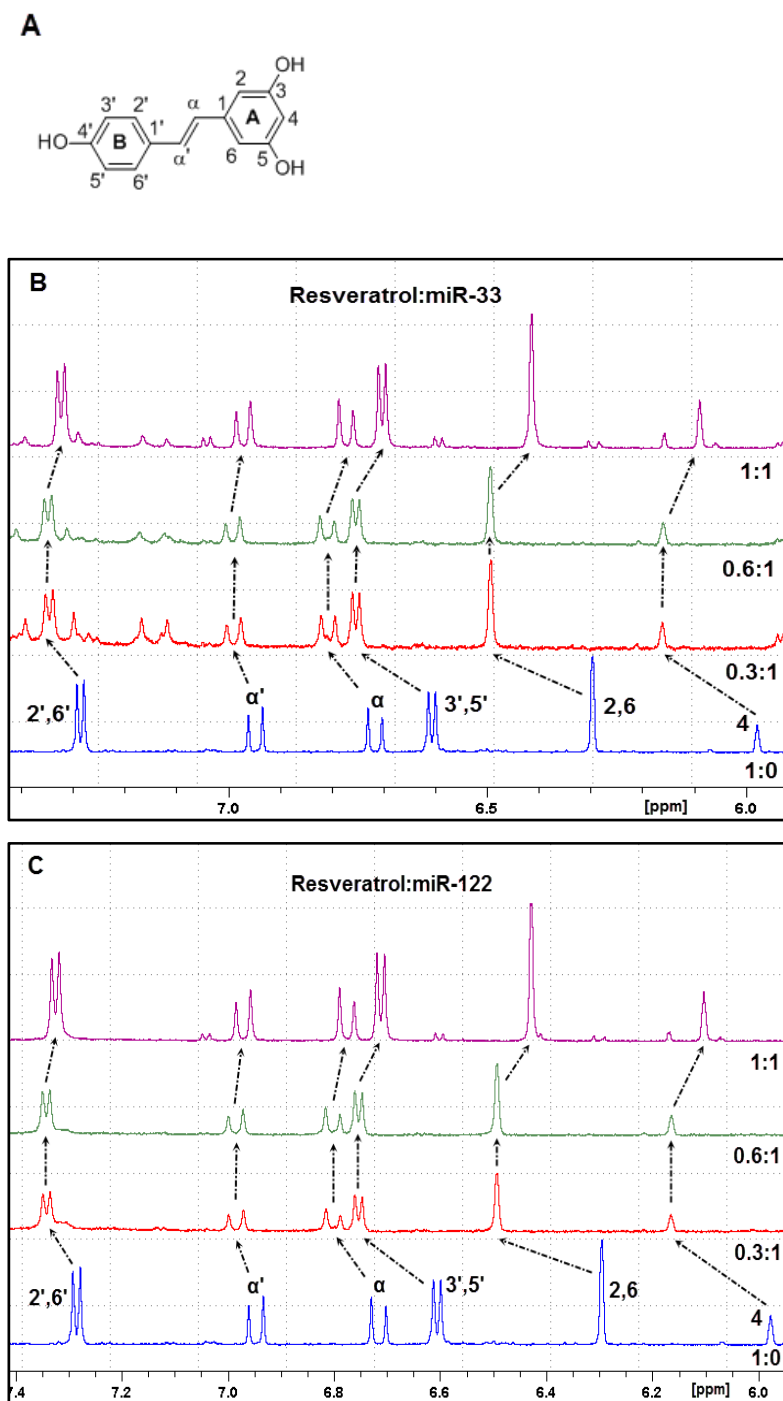 A
OH
2
3
3' 2' α 1 A 4
4' 1'
HO B
α' 6 5
5' 6' OH
B
Resveratrol:miR-33
1:1
0.6:1
0.3:1
2',6' α' α 3',5' 2,6 4
1:0
7.0 6.5 [ppm] 6.0
C
Resveratrol:miR-122
1:1
0.6:1
0.3:1
2',6' α' α 3',5' 2,6 4
1:0
7.4 7.2 7.0 6.8 6.6 6.4 6.2 [ppm] 6.0